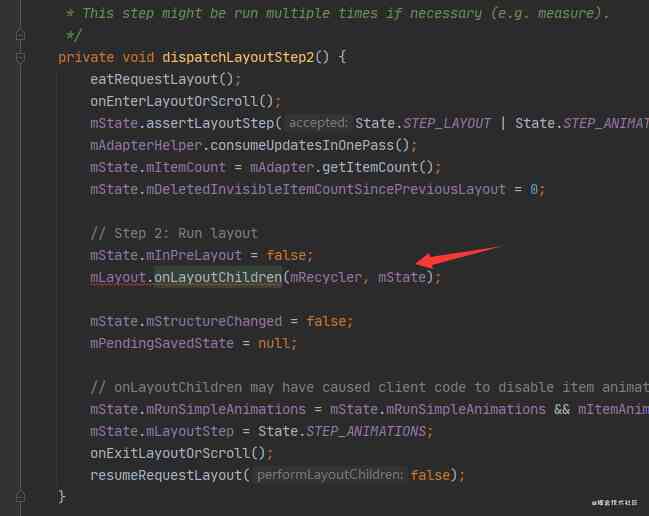 * This step might be run multiple times if necessary (e.g. measure).
*/
private void dispatchLayoutStep2() {
eatRequestLayout();
onEnterLayoutOrScroll();
mState.assertLayoutStep( accepted: State.STEP_LAYOUT | State.STEP_ANIMAT
mAdapterHelper.consumeUpdatesInOnePass();
mState.mItemCount = mAdapter.getItemCount();
mState.mDeletedInvisibleItemCountSincePreviousLayout = 0;
// Step 2: Run layout
mState.mInPreLayout = false;
mLayout.onLayoutChildren(mRecycler, mState);
mState.mStructureChanged = false;
mPendingSavedState = null;
// onLayoutChildren may have caused client code to disable item animat
mState.mRunSimpleAnimations = mState.mRunSimpleAnimations && mItemAnim
mState.mLayoutStep = State.STEP_ANIMATIONS;
onExitLayoutOrScroll();
resumeRequestLayout( performLayoutChildren: false);
}
@稀土掘金技术社区